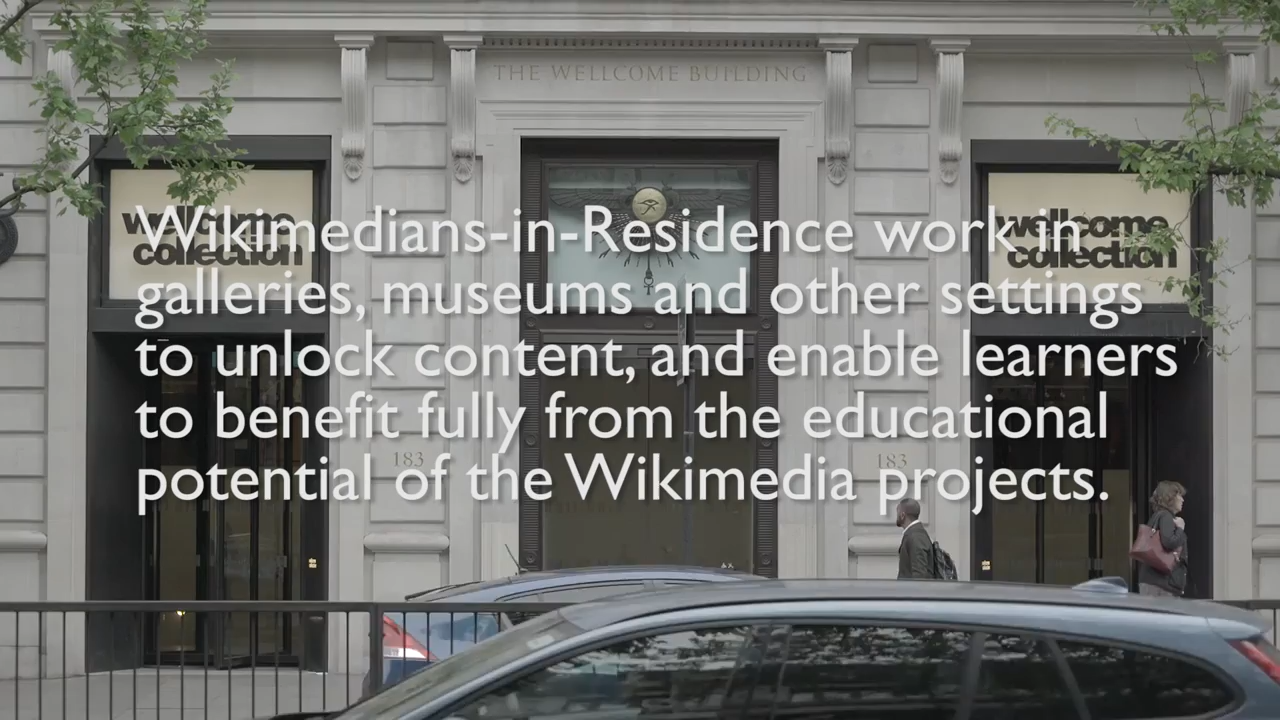 THE WELLCOME BUILDING
wellcome
collection
wellcome
collection
Wikimedians-in-Residence work in
galleries, museums and other settings
to unlock content, and enable learners
to benefit fully from the educational
potential of the Wikimedia projects.
183
183